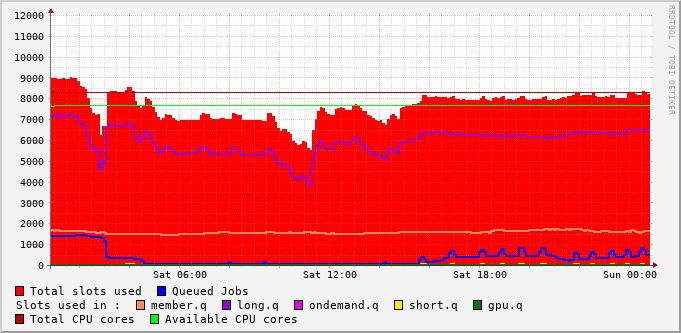 12000
11000
10000
9000
8000
7000
6000
5000
4000
3000
2000
1000
0
Sat 06:00 Sat 12:00 Sat 18:00 Sun 00:00
Total slots used Queued Jobs
Slots used in : member.q long.q ondemand.q short.q gpu.q
Total CPU cores Available CPU cores
RRDTOOL / TOBI OETIKER